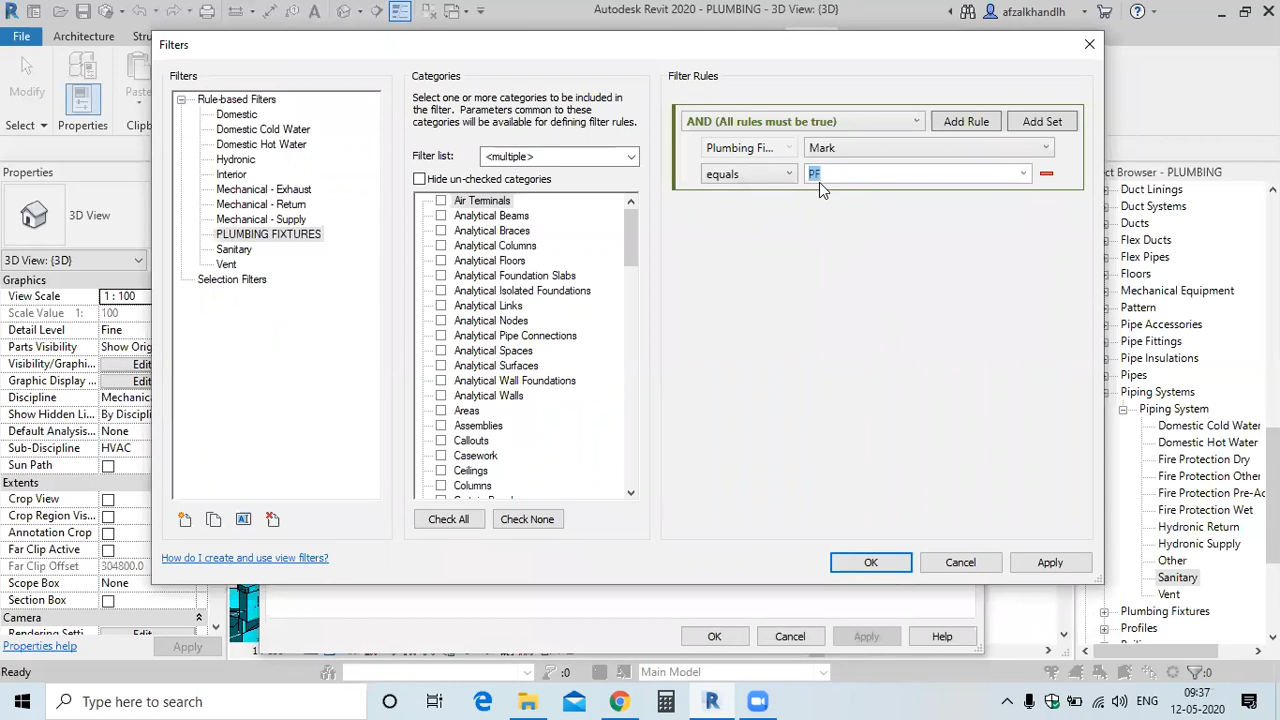 Autodesk Revit 2020 - PLUMBING - 3D View: {3D}
afzalkhandlh
File
Architecture
Modify
Properties
Paste
Select
Properties
3D View
3D View: {3D}
Graphics
View Scale
1 : 100
Scale Value 1:
100
Detail Level
Fine
Parts Visibility
Visibility/Graphi...
Edit
Graphic Display ...
Edit
Discipline
Show Hidden Li...
Default Analysis...
None
Sub-Discipline
HVAC
Sun Path
Extents
Crop View
Crop Region Vis...
Annotation Crop
Far Clip Active
Far Clip Offset
304800.0
Scope Box
None
Section Box
Camera
Properties help
Apply
Ready
Filters
Filters
Rule-based Filters
Domestic
Domestic Cold Water
Domestic Hot Water
Hydronic
Interior
Mechanical - Exhaust
Mechanical - Return
Mechanical - Supply
PLUMBING FIXTURES
Sanitary
Vent
Selection Filters
How do I create and use view filters?
Categories
Select one or more categories to be included in
the filter. Parameters common to these
categories will be available for defining filter rules.
Filter list:
<multiple>
Hide un-checked categories
Air Terminals
Analytical Beams
Analytical Braces
Analytical Columns
Analytical Floors
Analytical Foundation Slabs
Analytical Isolated Foundations
Analytical Links
Analytical Nodes
Analytical Pipe Connections
Analytical Spaces
Analytical Surfaces
Analytical Wall Foundations
Analytical Walls
Areas
Assemblies
Callouts
Casework
Ceilings
Columns
Check All
Check None
Filter Rules
AND (All rules must be true)
Add Rule
Add Set
Plumbing Fi...
Mark
equals
PF
OK
Cancel
Apply
OK
Cancel
Apply
Help
ct Browser - PLUMBING
Duct Linings
Duct Systems
Ducts
Flex Ducts
Flex Pipes
Floors
Mechanical Equipment
Pattern
Pipe Accessories
Pipe Fittings
Pipe Insulations
Pipes
Piping Systems
Piping System
Domestic Cold Water
Domestic Hot Water
Fire Protection Dry
Fire Protection Other
Fire Protection Pre-Ac
Fire Protection Wet
Hydronic Return
Hydronic Supply
Other
Sanitary
Vent
Plumbing Fixtures
Profiles
:0
Main Model
:0
Type here to search
ENG
09:37
12-05-2020